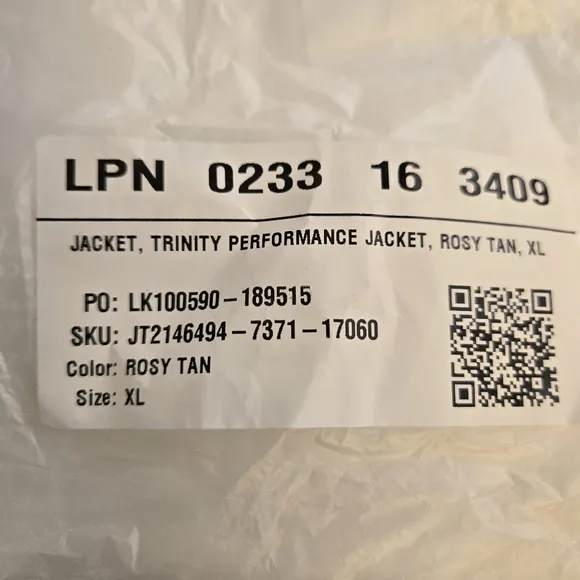 LPN 0233 16 3409
JACKET, TRINITY PERFORMANCE JACKET, ROSY TAN, XL
PO: LK100590-189515
SKU: JT2146494-7371-17060
Color: ROSY TAN
Size: XL